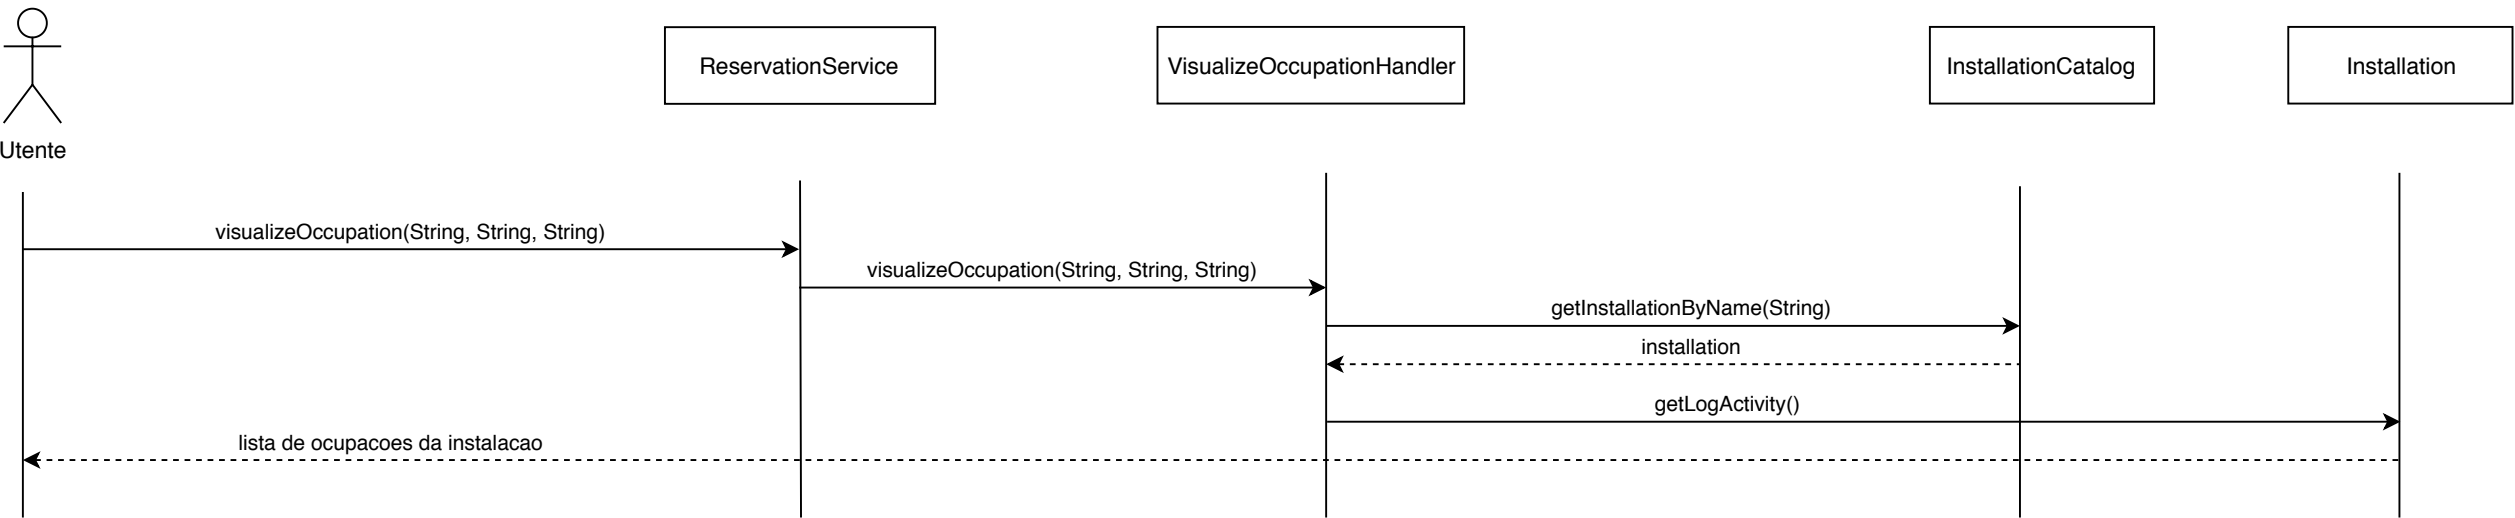 ReservationService
VisualizeOccupationHandler
InstallationCatalog
Installation
Utente
visualizeOccupation(String, String, String)
visualizeOccupation(String, String, String)
getInstallationByName(String)
installation
getLogActivity()
lista de ocupacoes da instalacao